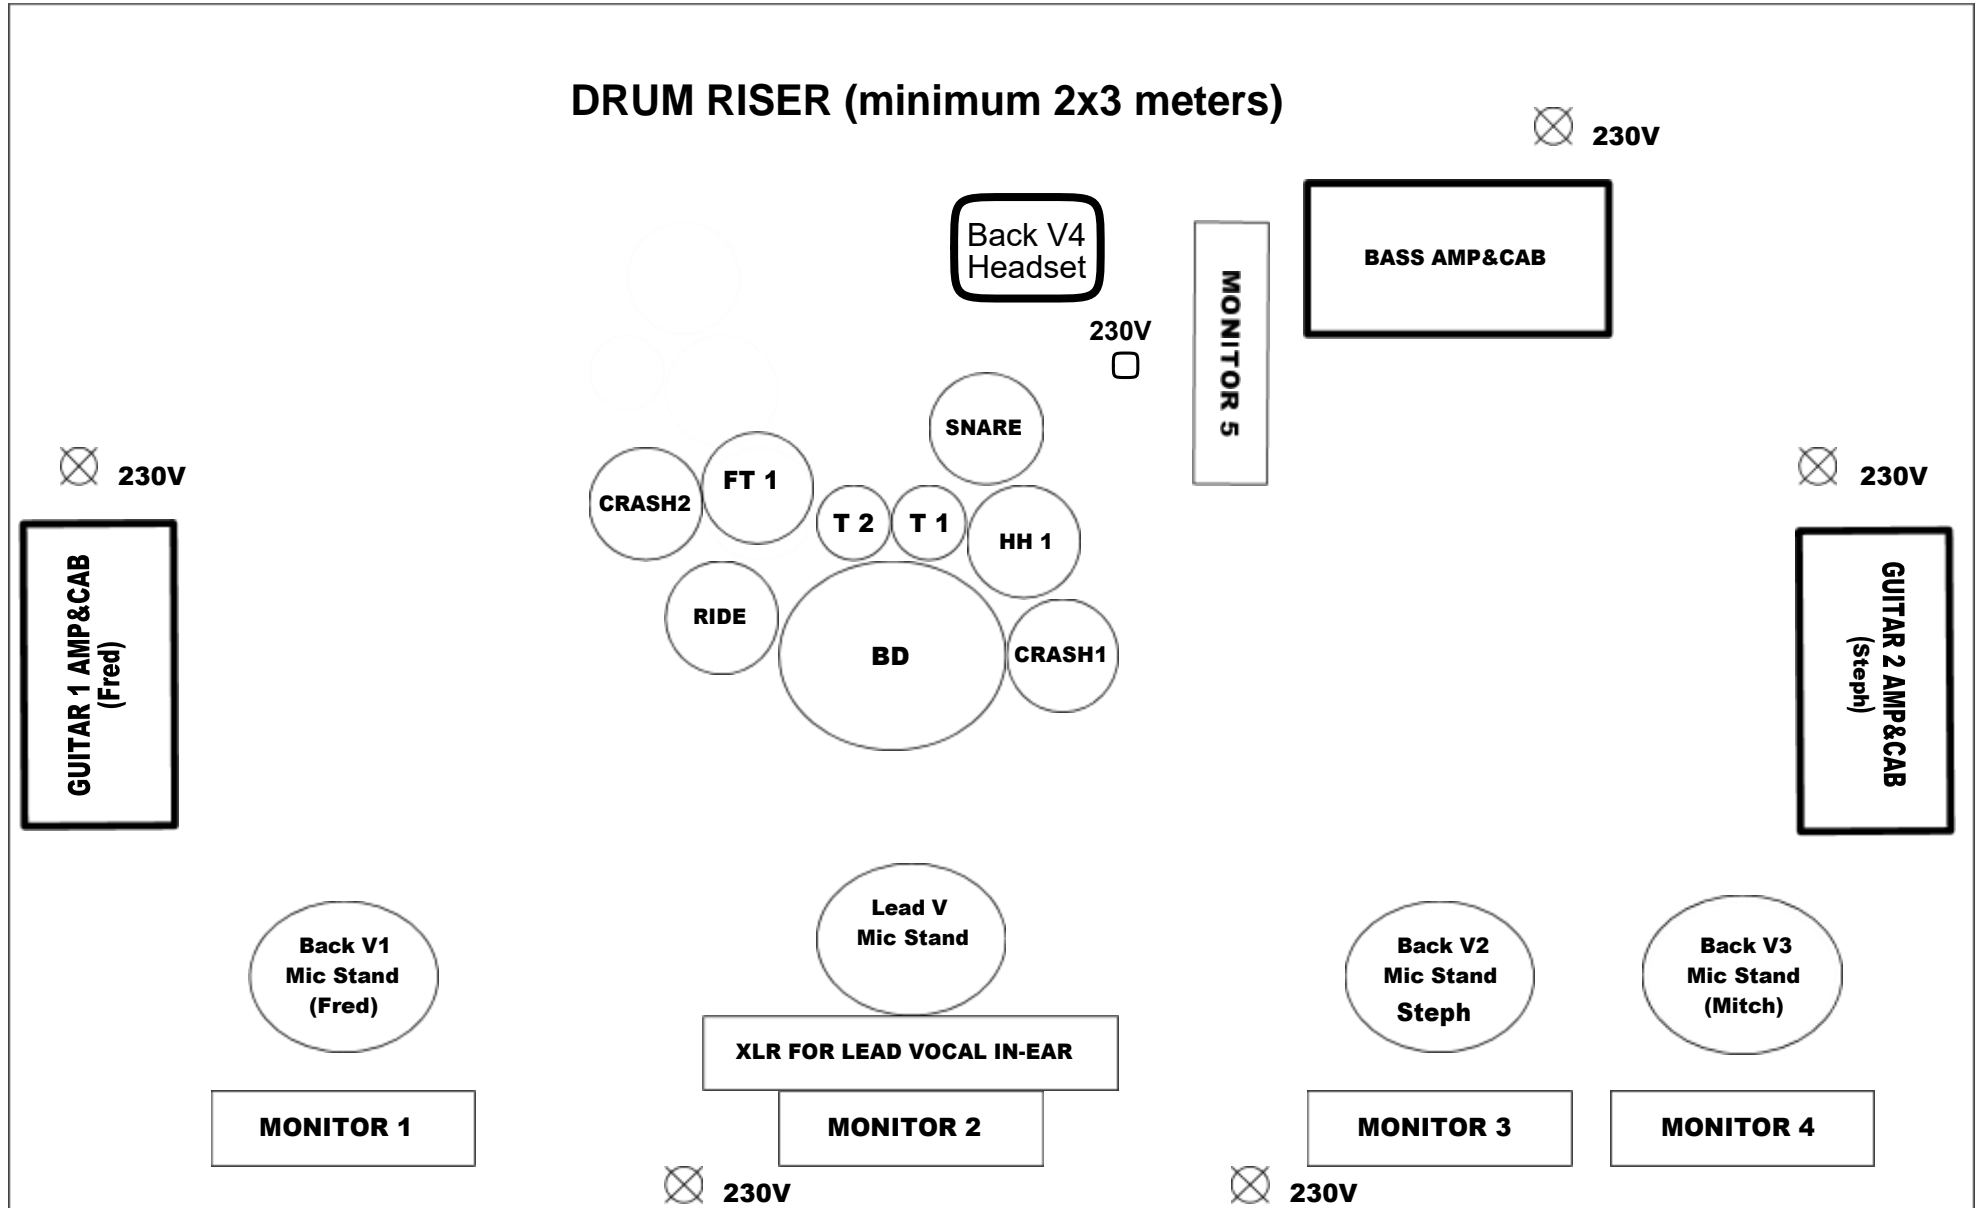 DRUM RISER (minimum 2x3 meters)
230V
Back V4
Headset
BASS AMP&CAB
MONITOR 5
230V
SNARE
230V
CRASH2
FT 1
T 2
T 1
HH 1
230V
GUITAR 1 AMP&CAB
(Fred)
RIDE
BD
CRASH1
GUITAR 2 AMP&CAB
(Steph)
Back V1
Mic Stand
(Fred)
Lead V
Mic Stand
Back V2
Mic Stand
Steph
Back V3
Mic Stand
(Mitch)
XLR FOR LEAD VOCAL IN-EAR
MONITOR 1
MONITOR 2
MONITOR 3
MONITOR 4
230V
230V